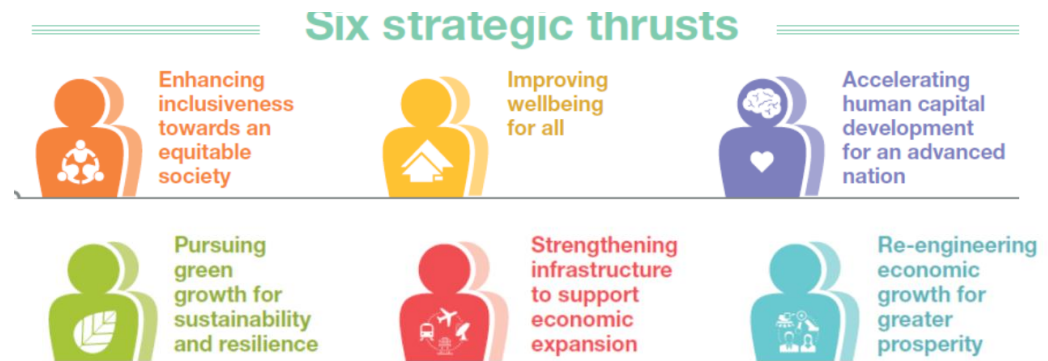 Six strategic thrusts
Enhancing
inclusiveness
towards an
equitable
society
Improving
wellbeing
for all
Accelerating
human capital
development
for an advanced
nation
Pursuing
green
growth for
sustainability
and resilience
Strengthening
infrastructure
to support
economic
expansion
Re-engineering
economic
growth for
greater
prosperity